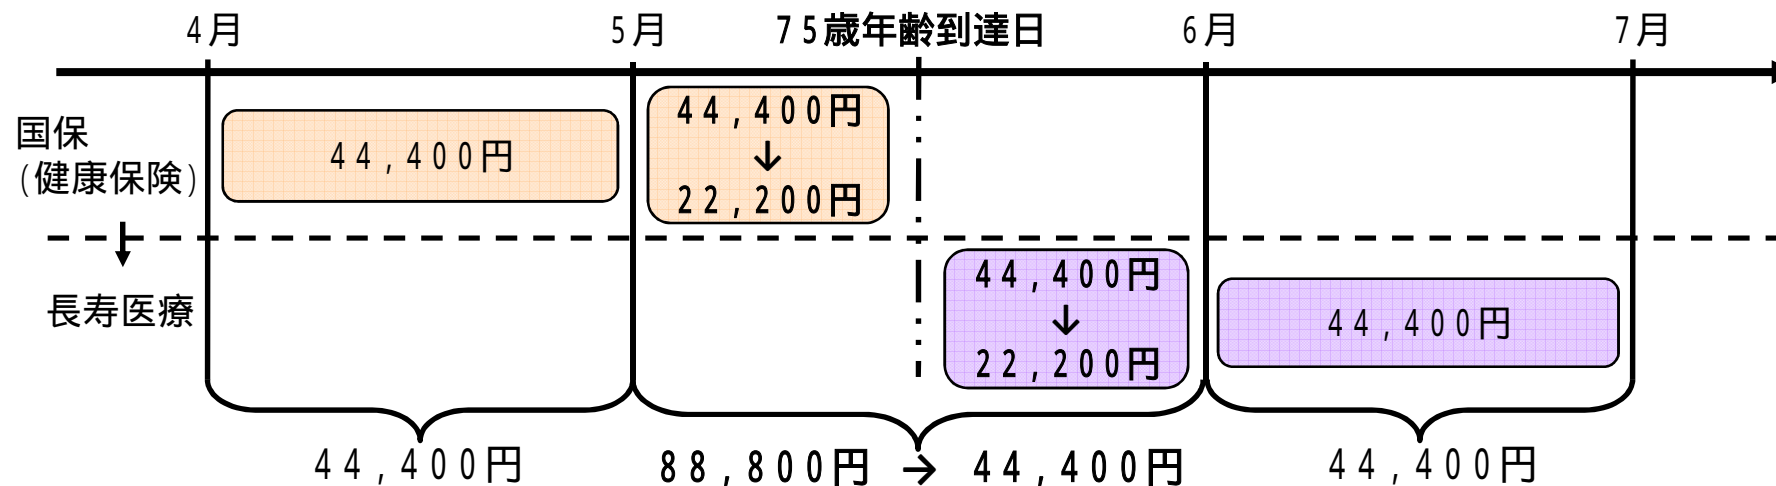 4月
5月
75歳年齢到達日
6月
7月
国保
(健康保険)
44,400円
44,400円
↓
22,200円
↓
長寿医療
44,400円
↓
22,200円
44,400円
44,400円
88,800円 → 44,400円
44,400円